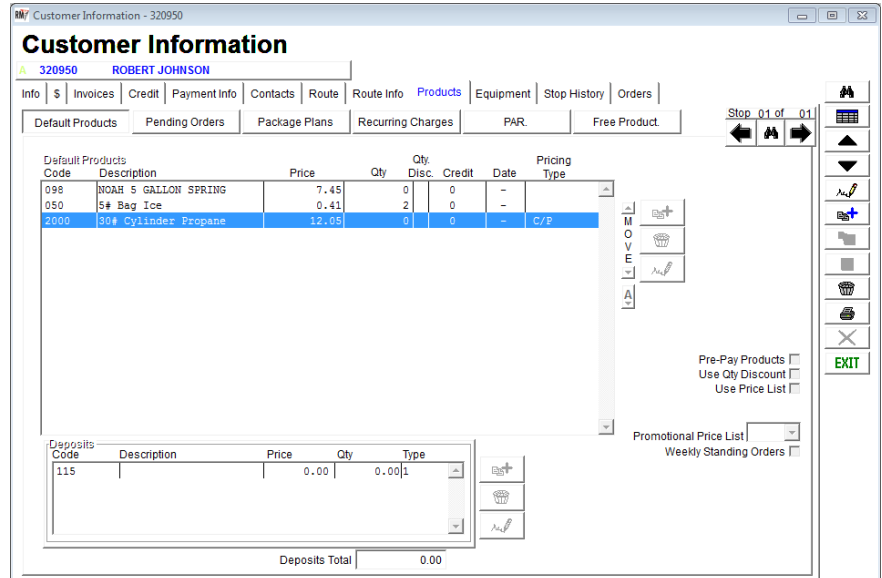 RMA Customer Information - 320950
Customer Information
A 320950 ROBERT JOHNSON
Info $ Invoices Credit Payment Info Contacts Route Route Info Products Equipment Stop History Orders
Default Products Pending Orders Package Plans Recurring Charges PAR. Free Product.
Stop 01 of 01
Default Products
Code Description Price Qty Qty. Disc. Credit Date Pricing Type
098 NOAH 5 GALLON SPRING 7.45 0 0 -
050 5# Bag Ice 0.41 2 0 -
2000 30# Cylinder Propane 12.05 0 0 - C/P
M
O
V
E
A
Pre-Pay Products
Use Qty Discount
Use Price List
EXIT
Promotional Price List
Weekly Standing Orders
Deposits
Code Description Price Qty Type
115 0.00 0.00 1
Deposits Total 0.00